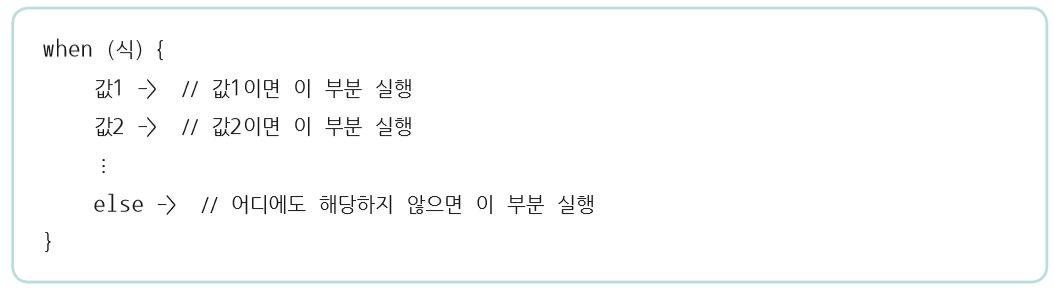 when (식) {
값1 -> // 값1이면 이 부분 실행
값2 -> // 값2이면 이 부분 실행
⋮
else -> // 어디에도 해당하지 않으면 이 부분 실행
}